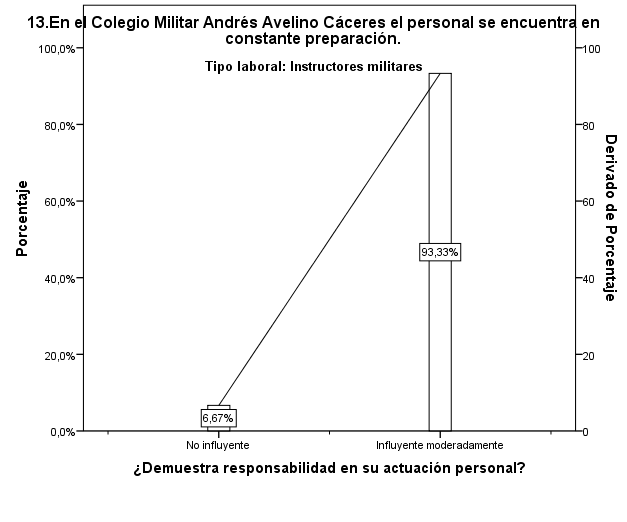 13.En el Colegio Militar Andrés Avelino Cáceres el personal se encuentra en
constante preparación.
Tipo laboral: Instructores militares
Porcentaje
100,0%
80,0%
60,0%
40,0%
20,0%
0,0%
6,67%
93,33%
100
80
60
40
20
0
Derivado de Porcentaje
No influyente
Influyente moderadamente
¿Demuestra responsabilidad en su actuación personal?